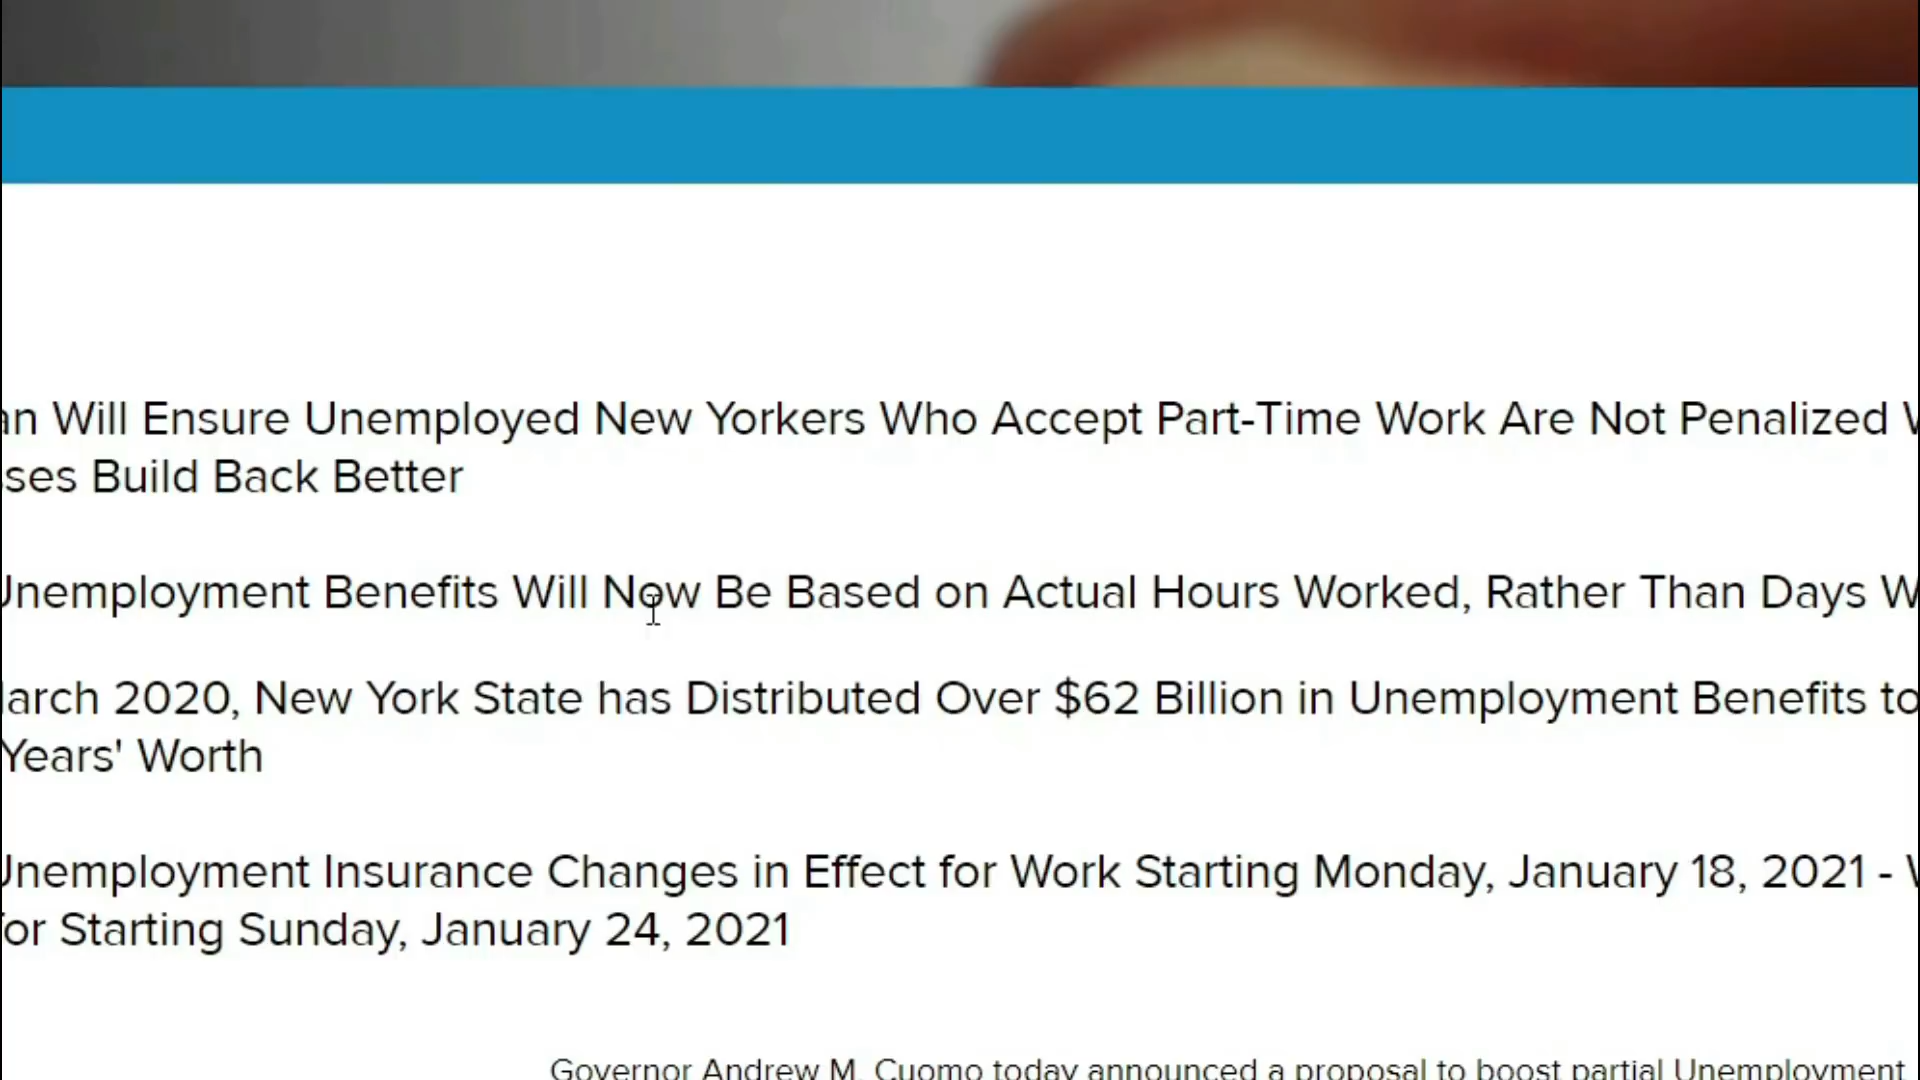 an Will Ensure Unemployed New Yorkers Who Accept Part-Time Work Are Not Penalized
ses Build Back Better
Unemployment Benefits Will Now Be Based on Actual Hours Worked, Rather Than Days
arch 2020, New York State has Distributed Over $62 Billion in Unemployment Benefits to
Years' Worth
Unemployment Insurance Changes in Effect for Work Starting Monday, January 18, 2021 -
for Starting Sunday, January 24, 2021
Governor Andrew M. Cuomo today announced a proposal to boost partial Unemployment